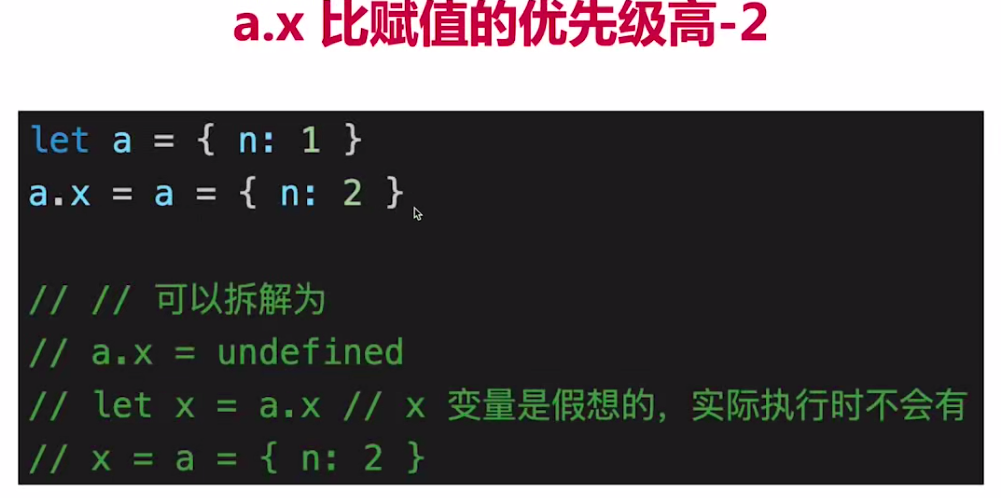 a.x 比赋值的优先级高-2
let a = { n: 1 }
a.x = a = { n: 2 }
// // 可以拆解为
// a.x = undefined
// let x = a.x // x 变量是假想的，实际执行时不会有
// x = a = { n: 2 }